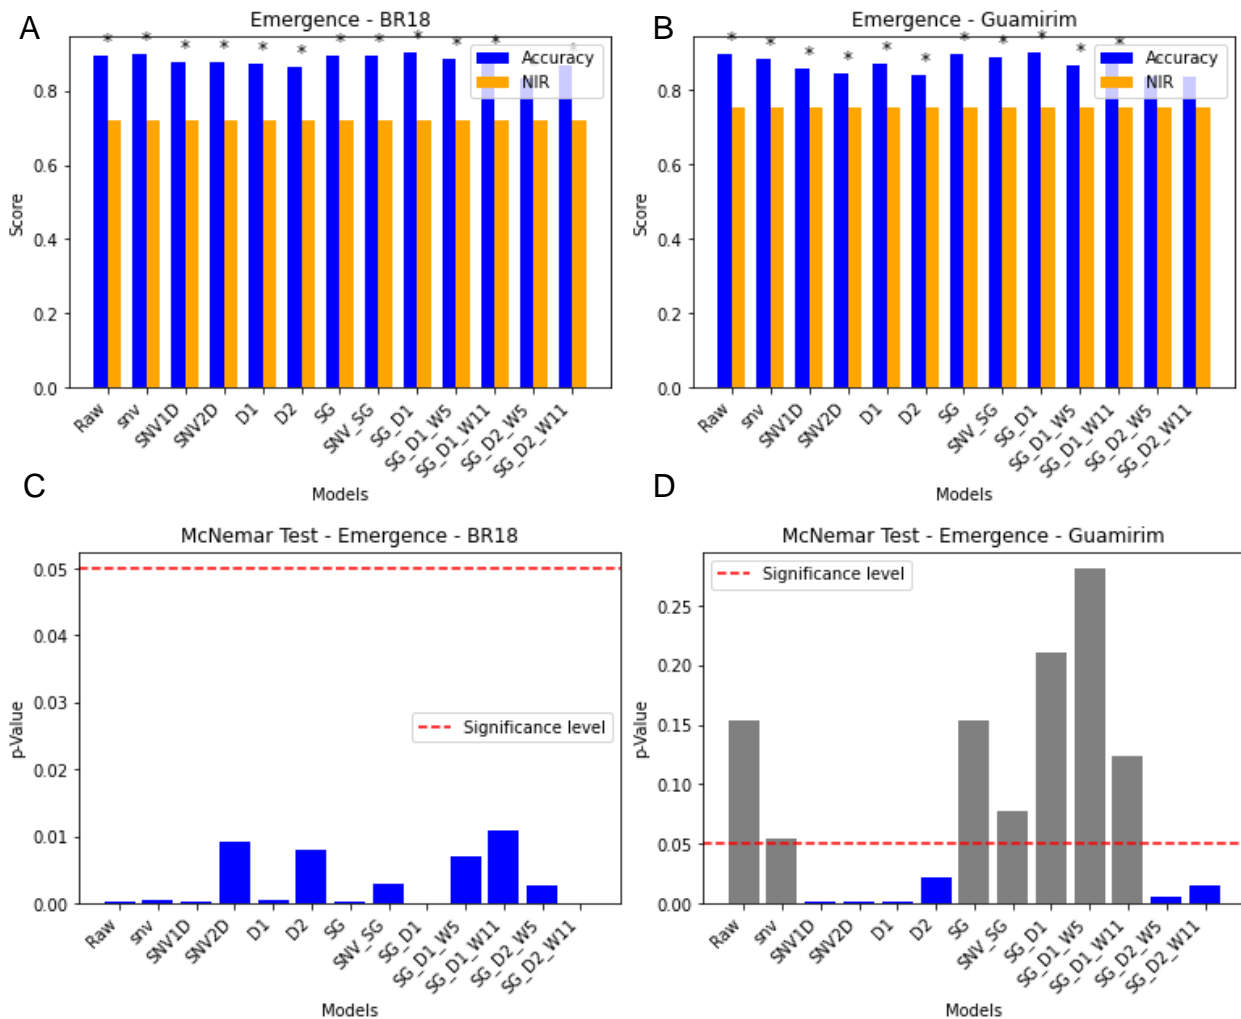 A
Emergence - BR18
* * * * * * * * * * * *
Accuracy
NIR
0.8
0.6
0.4
0.2
0.0
Score
Raw
snv
SNV1D
SNV2D
D1
D2
SG
SNV_SG
SG_D1
SG_D1_W5
SG_D1_W11
SG_D2_W5
SG_D2_W11
Models
B
Emergence - Guamirim
* * * * * * * * * * *
Accuracy
NIR
0.8
0.6
0.4
0.2
0.0
Score
Raw
snv
SNV1D
SNV2D
D1
D2
SG
SNV_SG
SG_D1
SG_D1_W5
SG_D1_W11
SG_D2_W5
SG_D2_W11
Models
C
McNemar Test - Emergence - BR18
0.05
0.04
0.03
0.02
0.01
0.00
p-Value
Significance level
Raw
snv
SNV1D
SNV2D
D1
D2
SG
SNV_SG
SG_D1
SG_D1_W5
SG_D1_W11
SG_D2_W5
SG_D2_W11
Models
D
McNemar Test - Emergence - Guamirim
Significance level
0.25
0.20
0.15
0.10
0.05
0.00
p-Value
Raw
snv
SNV1D
SNV2D
D1
D2
SG
SNV_SG
SG_D1
SG_D1_W5
SG_D1_W11
SG_D2_W5
SG_D2_W11
Models